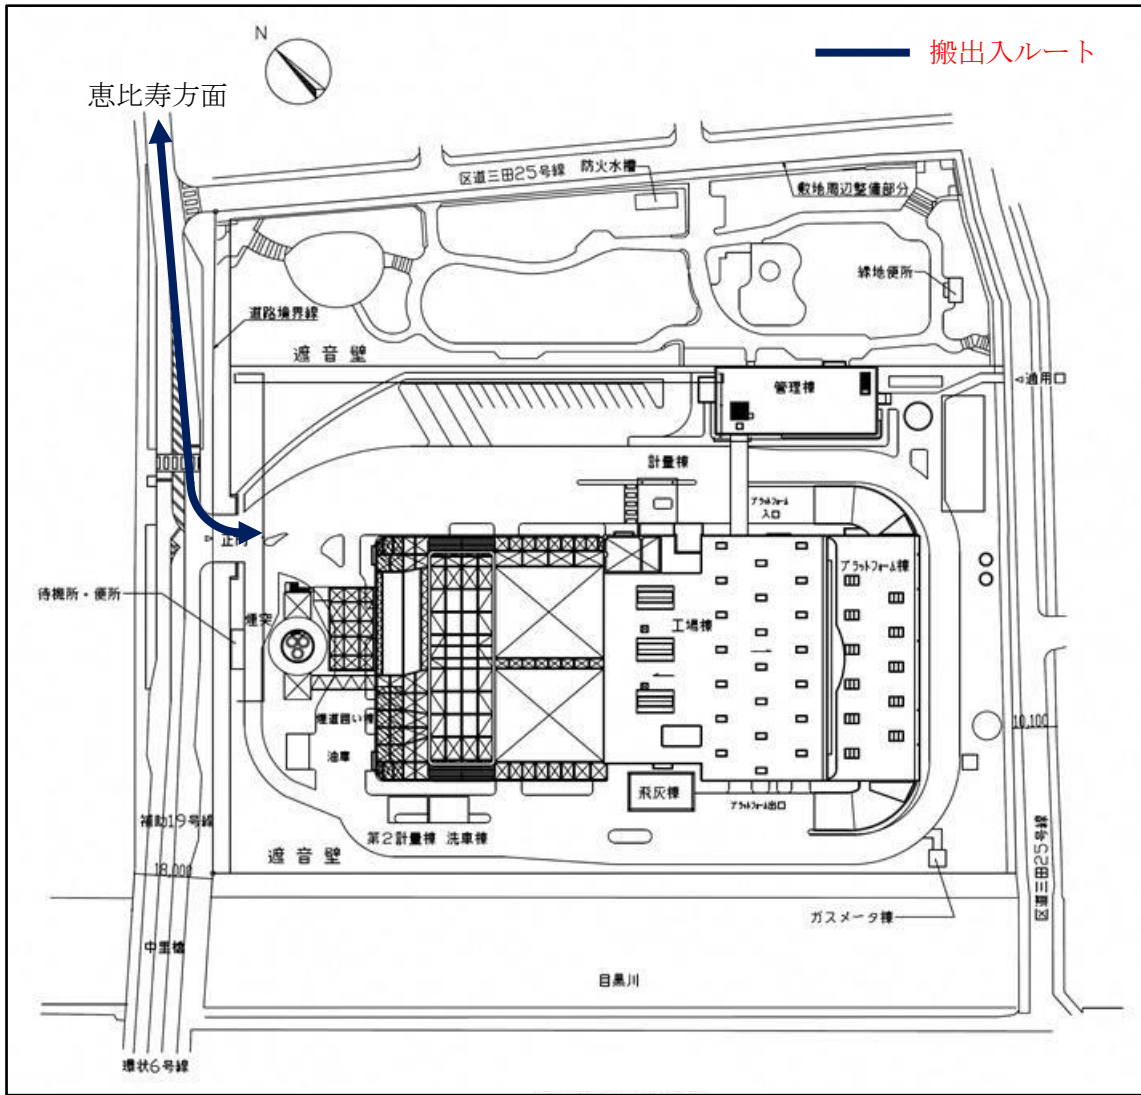 N
搬出入ルート
恵比寿方面
区道三田25号線
防火水槽
敷地周辺整備部分
緑地便所
道路境界線
遮音壁
管理棟
通用口
計量棟
プラットフォーム
入口
正門
プラットフォーム棟
待機所・便所
煙突
工場棟
煙道囲い棟
油庫
10,100
飛灰棟
プラットフォーム出口
補助19号線
第2計量棟
洗車棟
遮音壁
18,000
区道三田25号線
ガスメータ棟
中里橋
目黒川
環状6号線